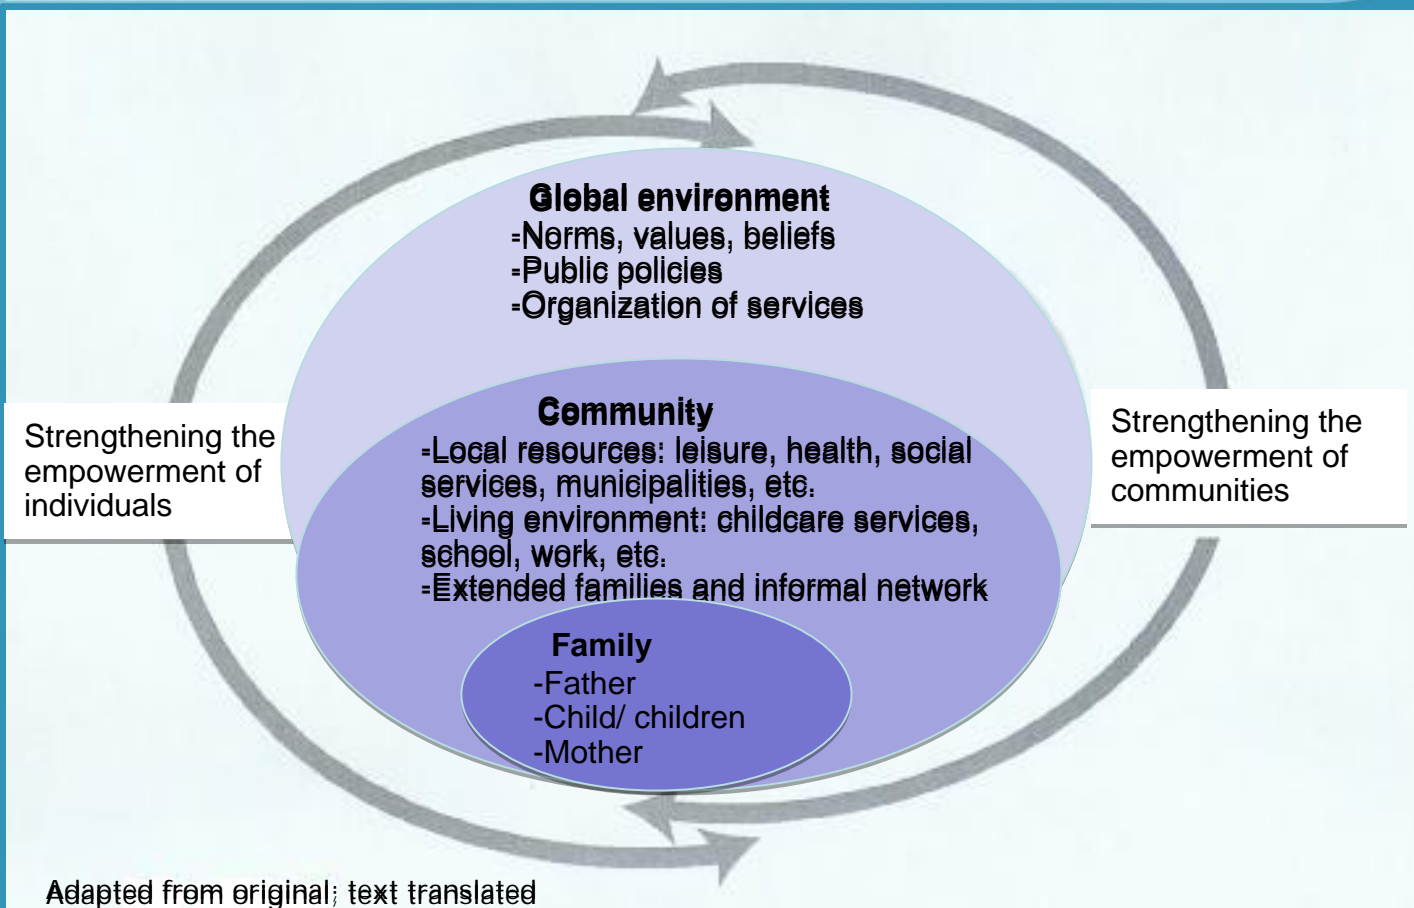 Global environment
-Norms, values, beliefs
-Public policies
-Organization of services
Community
-Local resources: leisure, health, social
services, municipalities, etc.
-Living environment: childcare services,
school, work, etc.
-Extended families and informal network
Family
-Father
-Child/ children
-Mother
Strengthening the
empowerment of
individuals
Strengthening the
empowerment of
communities
Adapted from original; text translated